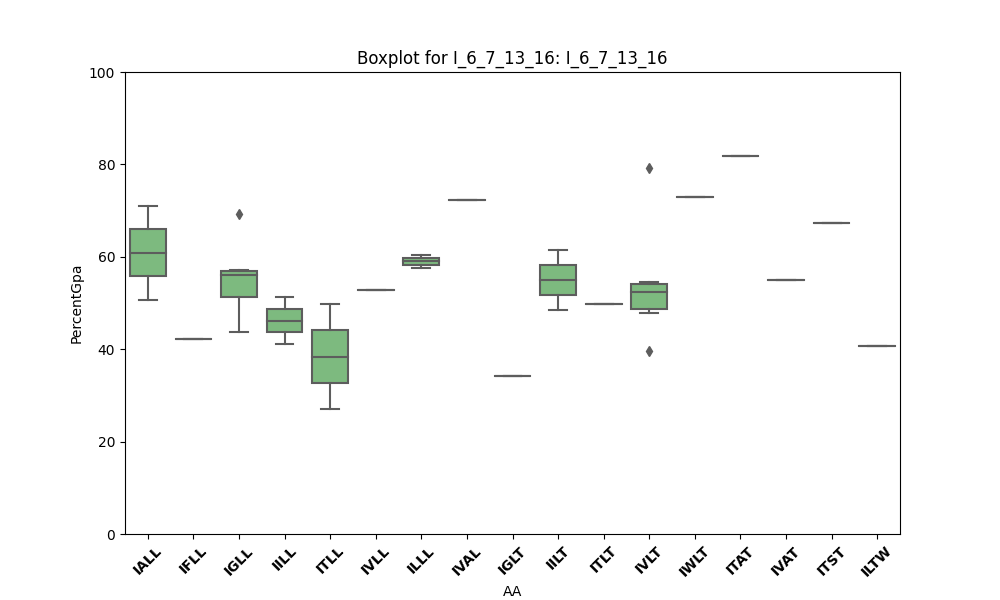 Boxplot for I_6_7_13_16: I_6_7_13_16
100
80
60
40
20
0
PercentGpa
IALL IFLL IGLL IILL ITLL IVLL ILLL IVAL IGLT IILT ITLT IVLT IWLT ITAT IVAT ITST ILTW
AA